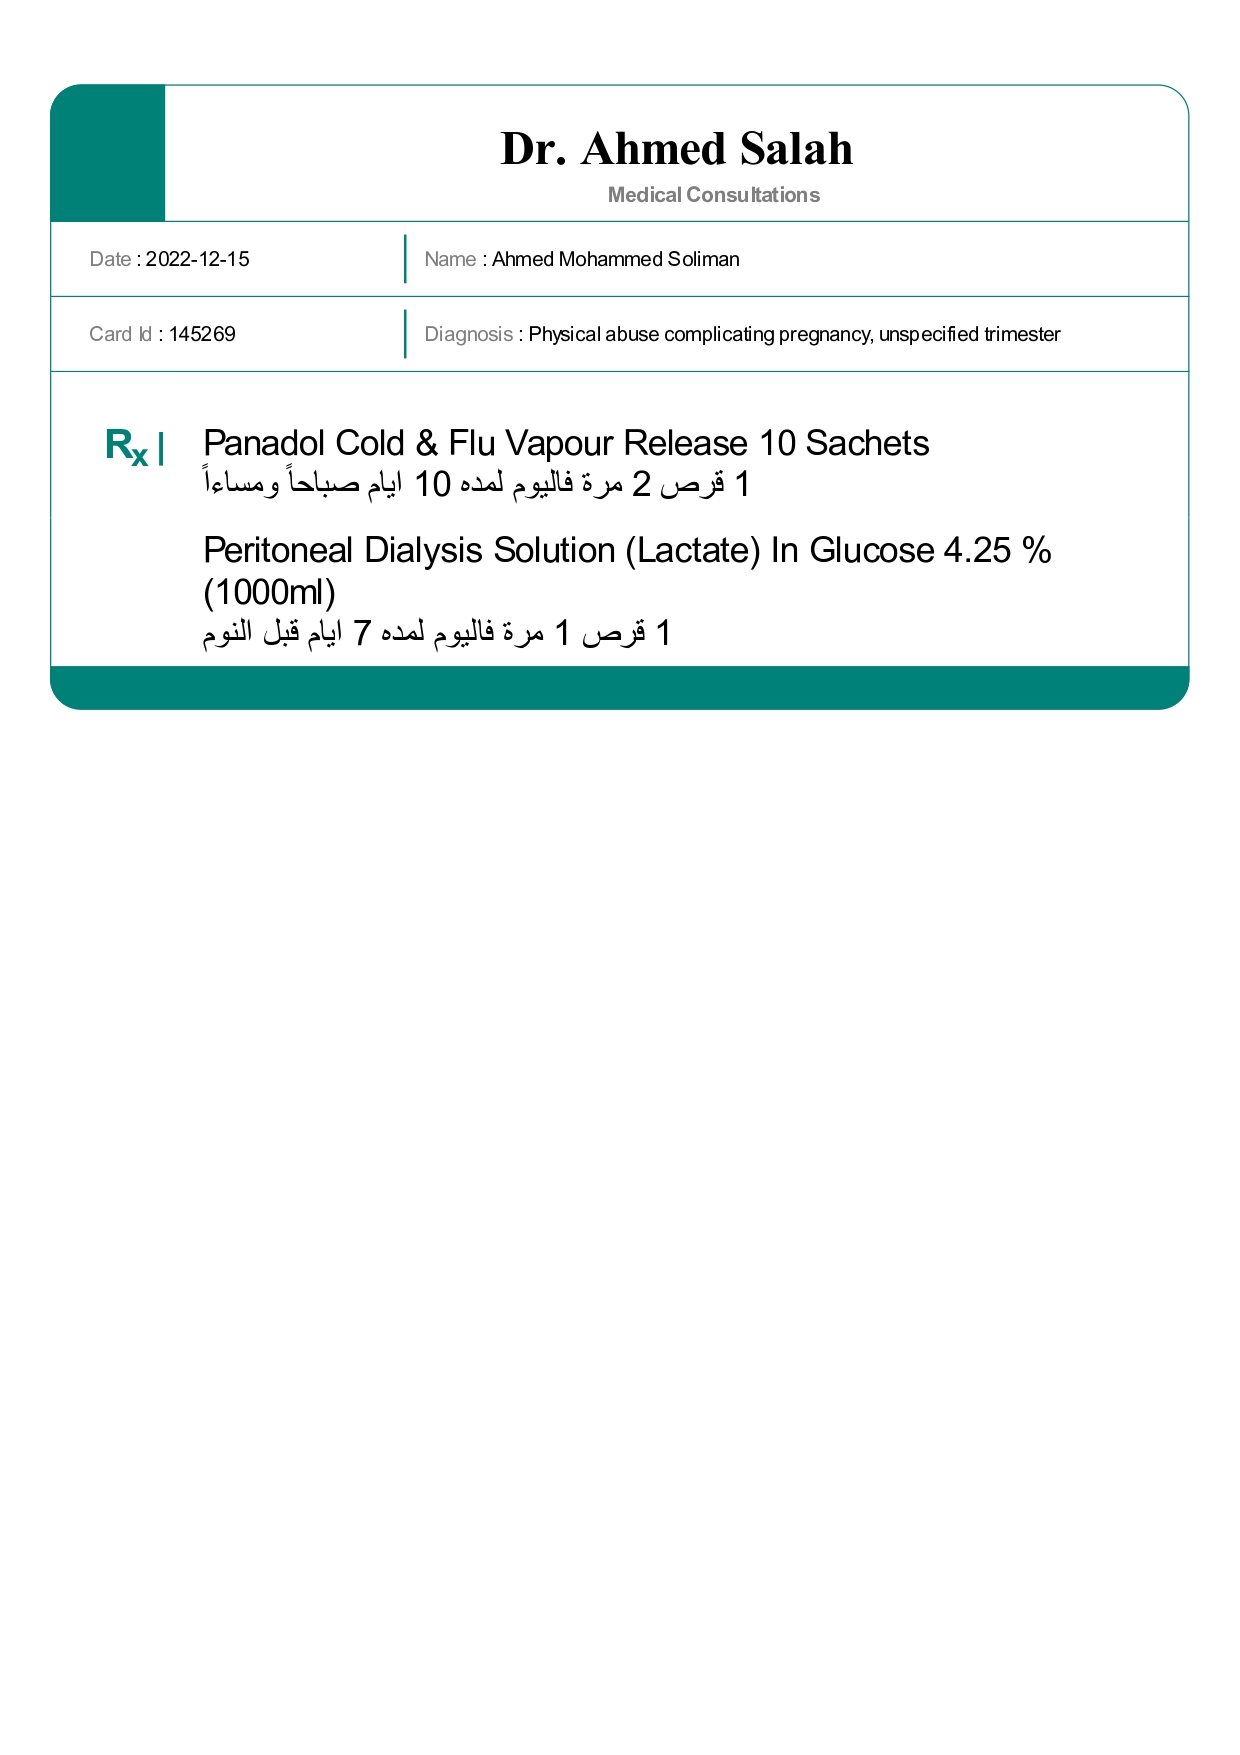 Dr. Ahmed Salah
Medical Consultations
Date : 2022-12-15
Name : Ahmed Mohammed Soliman
Card Id : 145269
Diagnosis : Physical abuse complicating pregnancy, unspecified trimester
Rx | Panadol Cold & Flu Vapour Release 10 Sachets
1 قرص 2 مرة فاليوم لمده 10 ايام صباحاً ومساءاً
Peritoneal Dialysis Solution (Lactate) In Glucose 4.25 %
(1000ml)
1 قرص 1 مرة فاليوم لمده 7 ايام قبل النوم